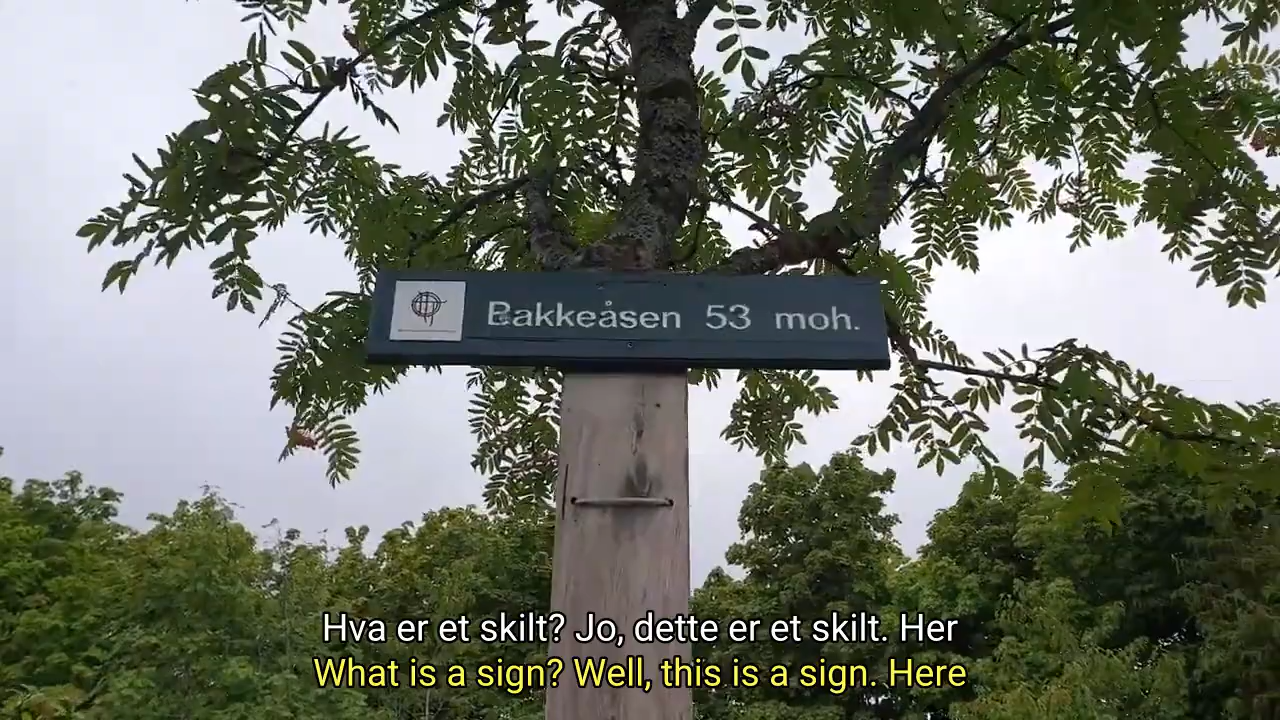 Bakkeåsen 53 moh.
Hva er et skilt? Jo, dette er et skilt. Her
What is a sign? Well, this is a sign. Here